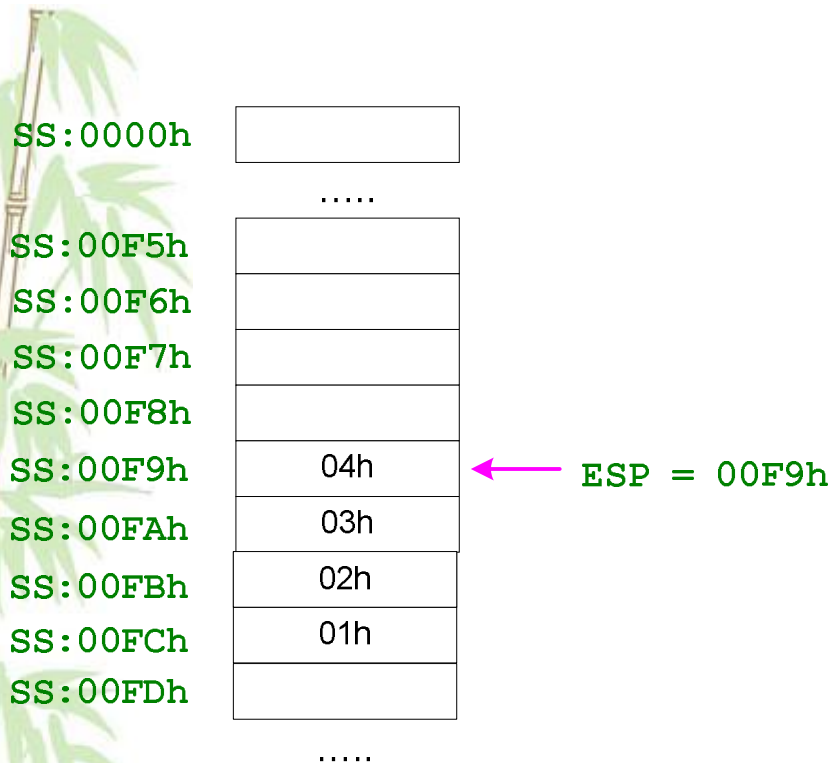 SS:0000h
.....
SS:00F5h
SS:00F6h
SS:00F7h
SS:00F8h
SS:00F9h 04h ESP = 00F9h
SS:00FAh 03h
SS:00FBh 02h
SS:00FCh 01h
SS:00FDh
.....